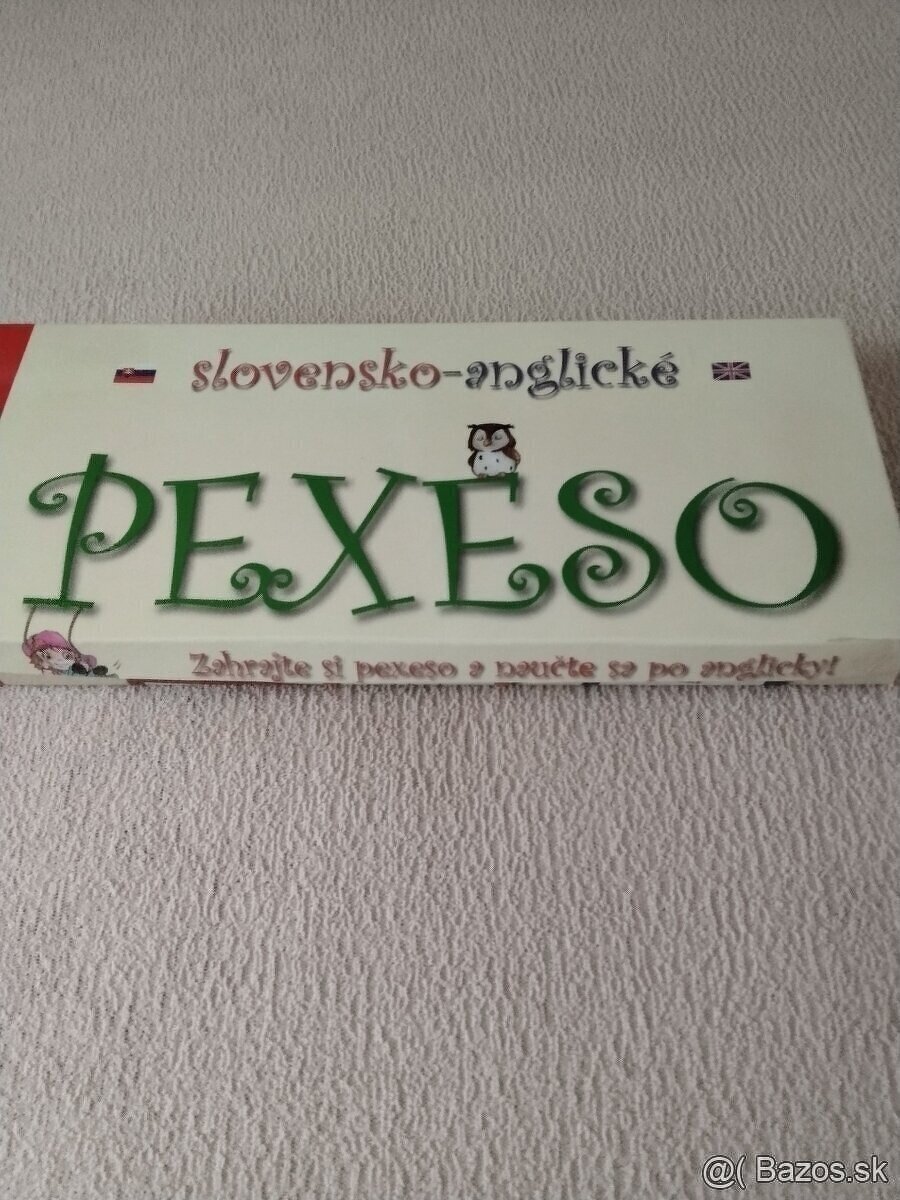 slovensko-anglické
PEXESO
Zahrajte si pexeso a naučte sa po anglicky!
@( Bazos.sk